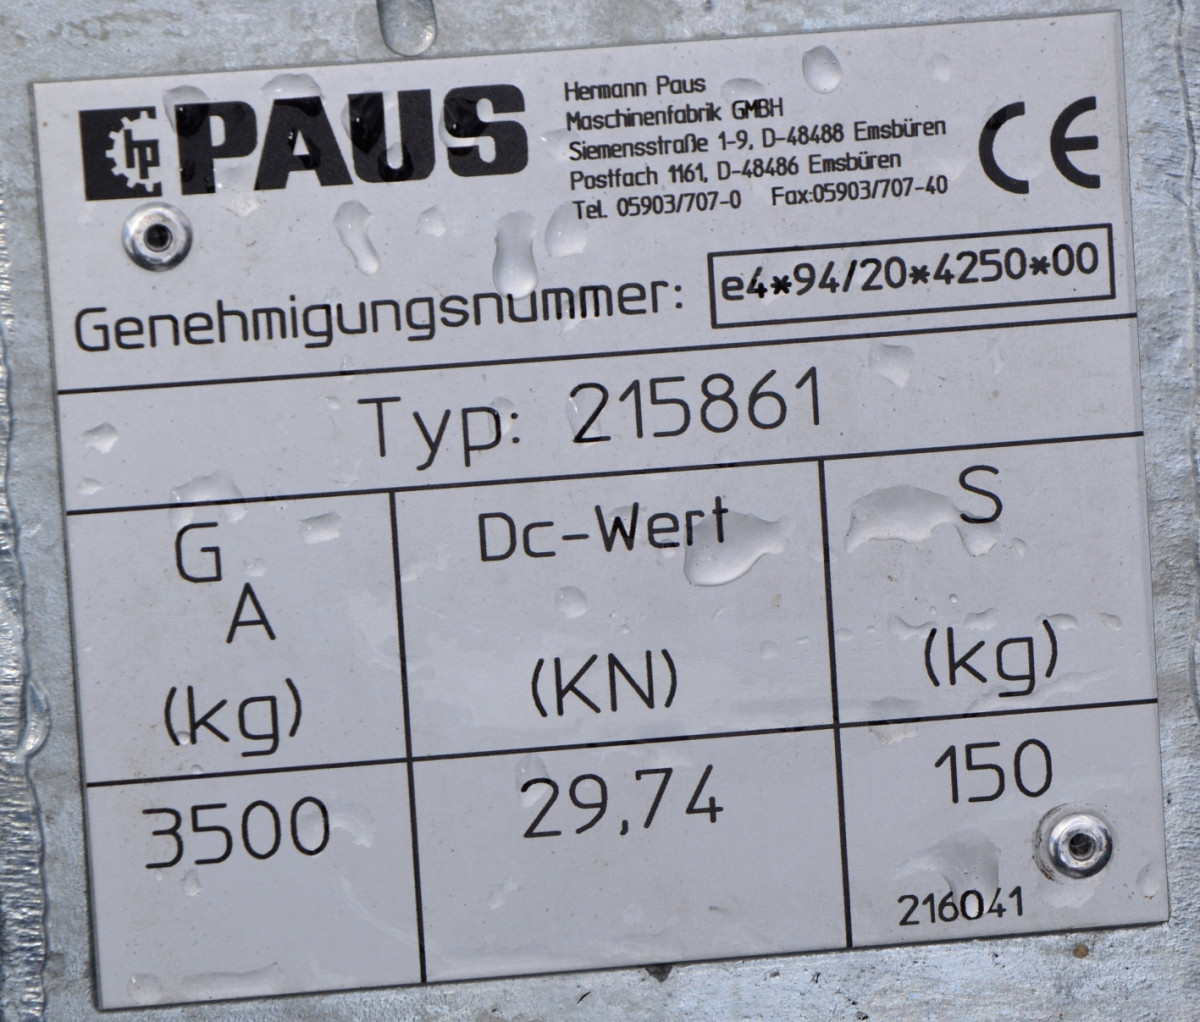 hp PAUS
Hermann Paus
Maschinenfabrik GMBH
Siemensstraße 1-9, D-48488 Emsbüren
Postfach 1161, D-48486 Emsbüren
Tel. 05903/707-0 Fax:05903/707-40
CE
Genehmigungsnummer: e4*94/20*4250*00
Typ: 215861
G A (kg)
Dc-Wert (KN)
S (kg)
3500 29,74 150
216041